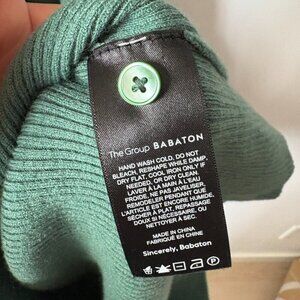 The Group BABATON
HAND WASH COLD. DO NOT
BLEACH, RESHAPE WHILE DAMP,
DRY FLAT, COOL IRON ONLY IF
NEEDED. OR DRY CLEAN
LAVER À LA MAIN À L'EAU
FROIDE. NE PAS JAVELISER,
REMODELER PENDANT QUE
L'ARTICLE EST ENCORE HUMIDE,
SÉCHER À PLAT. REPASSAGE
DOUX SI NÉCESSAIRE. OU
NETTOYER À SEC.
MADE IN CHINA
FABRIQUÉ EN CHINE
Sincerely, Babaton
P